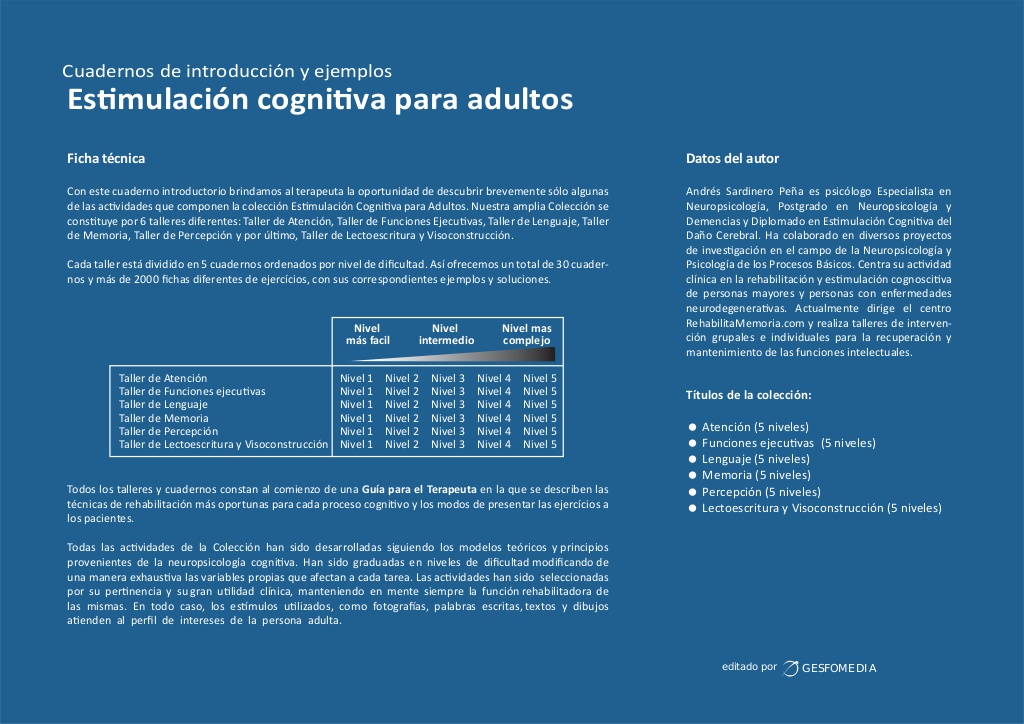 Cuadernos de introducción y ejemplos
Estimulación cognitiva para adultos
Ficha técnica
Con este cuaderno introductorio brindamos al terapeuta la oportunidad de descubrir brevemente sólo algunas
de las actividades que componen la colección Estimulación Cognitiva para Adultos. Nuestra amplia Colección se
constituye por 6 talleres diferentes: Taller de Atención, Taller de Funciones Ejecutivas, Taller de Lenguaje, Taller
de Memoria, Taller de Percepción y por último, Taller de Lectoescritura y Visoconstrucción.
Cada taller está dividido en 5 cuadernos ordenados por nivel de dificultad. Así ofrecemos un total de 30 cuader-
nos y más de 2000 fichas diferentes de ejercicios, con sus correspondientes ejemplos y soluciones.
Nivel Nivel Nivel mas
más facil intermedio complejo
Taller de Atención Nivel 1 Nivel 2 Nivel 3 Nivel 4 Nivel 5
Taller de Funciones ejecutivas Nivel 1 Nivel 2 Nivel 3 Nivel 4 Nivel 5
Taller de Lenguaje Nivel 1 Nivel 2 Nivel 3 Nivel 4 Nivel 5
Taller de Memoria Nivel 1 Nivel 2 Nivel 3 Nivel 4 Nivel 5
Taller de Percepción Nivel 1 Nivel 2 Nivel 3 Nivel 4 Nivel 5
Taller de Lectoescritura y Visoconstrucción Nivel 1 Nivel 2 Nivel 3 Nivel 4 Nivel 5
Todos los talleres y cuadernos constan al comienzo de una Guía para el Terapeuta en la que se describen las
técnicas de rehabilitación más oportunas para cada proceso cognitivo y los modos de presentar las ejercicios a
los pacientes.
Todas las actividades de la Colección han sido desarrolladas siguiendo los modelos teóricos y principios
provenientes de la neuropsicología cognitiva. Han sido graduadas en niveles de dificultad modificando de
una manera exhaustiva las variables propias que afectan a cada tarea. Las actividades han sido seleccionadas
por su pertinencia y su gran utilidad clínica, manteniendo en mente siempre la función rehabilitadora de
las mismas. En todo caso, los estímulos utilizados, como fotografías, palabras escritas, textos y dibujos
atienden al perfil de intereses de la persona adulta.
Datos del autor
Andrés Sardinero Peña es psicólogo Especialista en
Neuropsicología, Postgrado en Neuropsicología y
Demencias y Diplomado en Estimulación Cognitiva del
Daño Cerebral. Ha colaborado en diversos proyectos
de investigación en el campo de la Neuropsicología y
Psicología de los Procesos Básicos. Centra su actividad
clínica en la rehabilitación y estimulación cognoscitiva
de personas mayores y personas con enfermedades
neurodegenerativas. Actualmente dirige el centro
RehabilitaMemoria.com y realiza talleres de interven-
ción grupales e individuales para la recuperación y
mantenimiento de las funciones intelectuales.
Títulos de la colección:
● Atención (5 niveles)
● Funciones ejecutivas (5 niveles)
● Lenguaje (5 niveles)
● Memoria (5 niveles)
● Percepción (5 niveles)
● Lectoescritura y Visoconstrucción (5 niveles)
editado por GESFOMEDIA